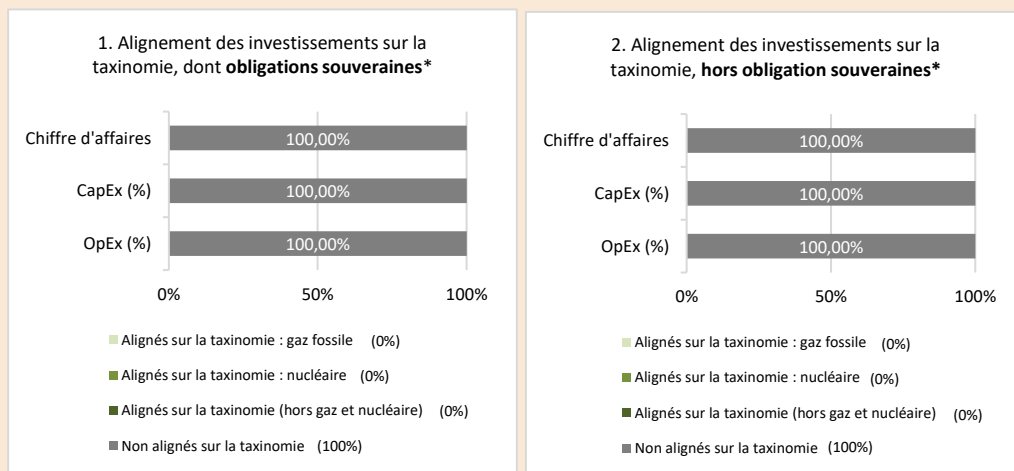 1. Alignement des investissements sur la
taxinomie, dont obligations souveraines*
Chiffre d'affaires
100,00%
CapEx (%)
100,00%
OpEx (%)
100,00%
0% 50% 100%
Alignés sur la taxinomie : gaz fossile (0%)
Alignés sur la taxinomie : nucléaire (0%)
Alignés sur la taxinomie (hors gaz et nucléaire) (0%)
Non alignés sur la taxinomie (100%)
2. Alignement des investissements sur la
taxinomie, hors obligation souveraines*
Chiffre d'affaires
100,00%
CapEx (%)
100,00%
OpEx (%)
100,00%
0% 50% 100%
Alignés sur la taxinomie : gaz fossile (0%)
Alignés sur la taxinomie : nucléaire (0%)
Alignés sur la taxinomie (hors gaz et nucléaire) (0%)
Non alignés sur la taxinomie (100%)